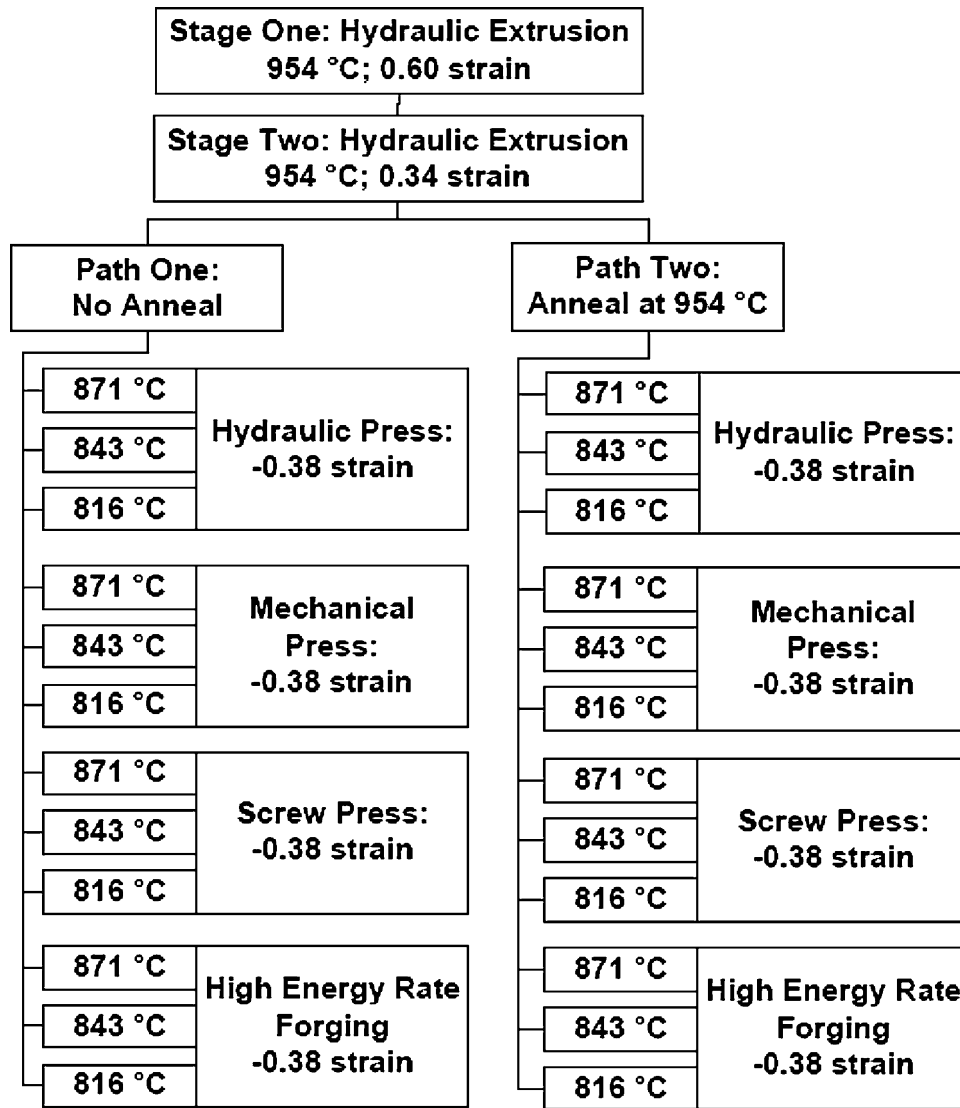 Stage One: Hydraulic Extrusion
954 °C; 0.60 strain
Stage Two: Hydraulic Extrusion
954 °C; 0.34 strain
Path One:
No Anneal
871 °C
843 °C
816 °C
Hydraulic Press:
-0.38 strain
871 °C
843 °C
816 °C
Mechanical
Press:
-0.38 strain
871 °C
843 °C
816 °C
Screw Press:
-0.38 strain
871 °C
843 °C
816 °C
High Energy Rate
Forging
-0.38 strain
Path Two:
Anneal at 954 °C
871 °C
843 °C
816 °C
Hydraulic Press:
-0.38 strain
871 °C
843 °C
816 °C
Mechanical
Press:
-0.38 strain
871 °C
843 °C
816 °C
Screw Press:
-0.38 strain
871 °C
843 °C
816 °C
High Energy Rate
Forging
-0.38 strain